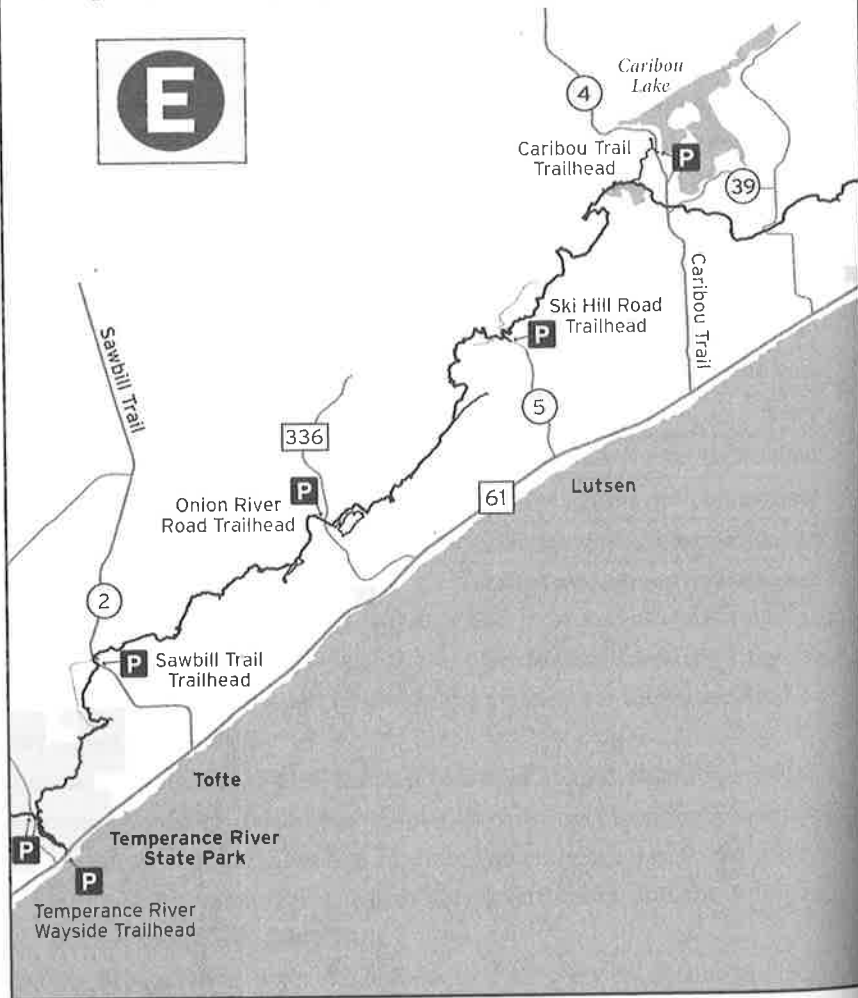 E
Caribou
Lake
4
Caribou Trail
Trailhead
P
39
Caribou Trail
Ski Hill Road
Trailhead
P
5
Sawbill Trail
336
P
Onion River
Road Trailhead
61
Lutsen
2
P
Sawbill Trail
Trailhead
Tofte
Temperance River
State Park
P
P
Temperance River
Wayside Trailhead